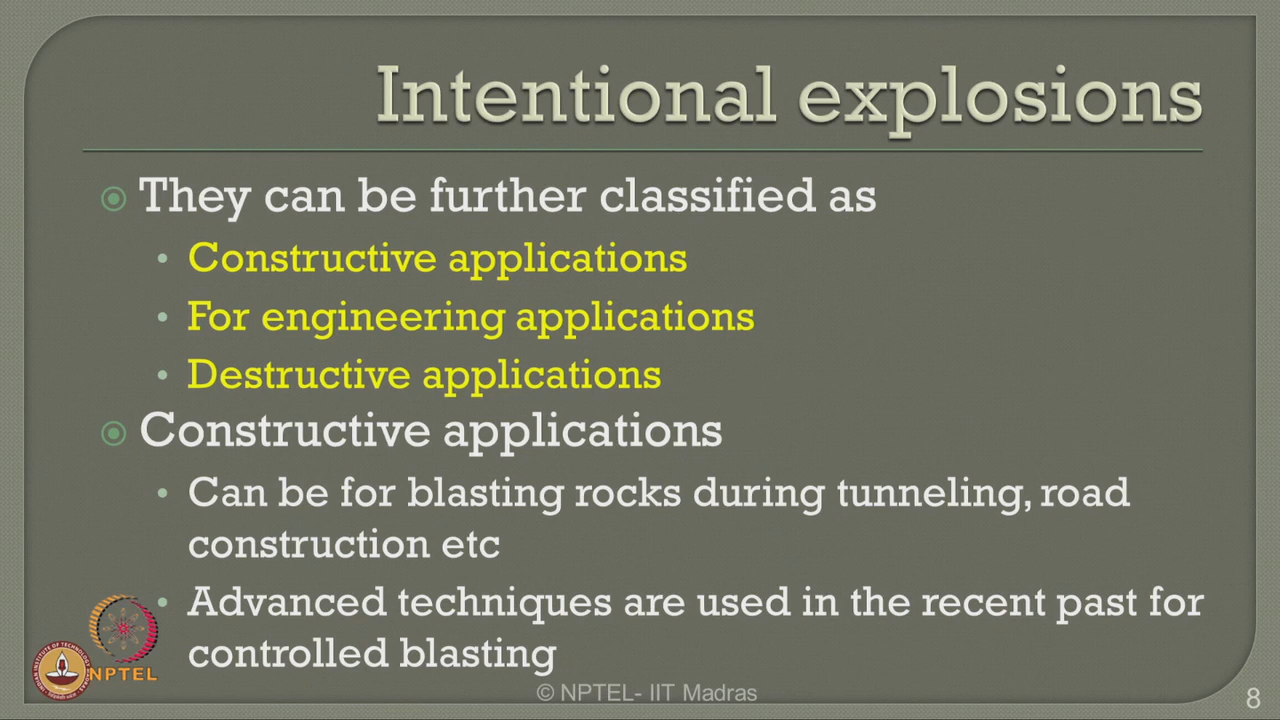 Intentional explosions
They can be further classified as
• Constructive applications
• For engineering applications
• Destructive applications
Constructive applications
• Can be for blasting rocks during tunneling, road
construction etc
• Advanced techniques are used in the recent past for
controlled blasting
NPTEL
© NPTEL- IIT Madras
8